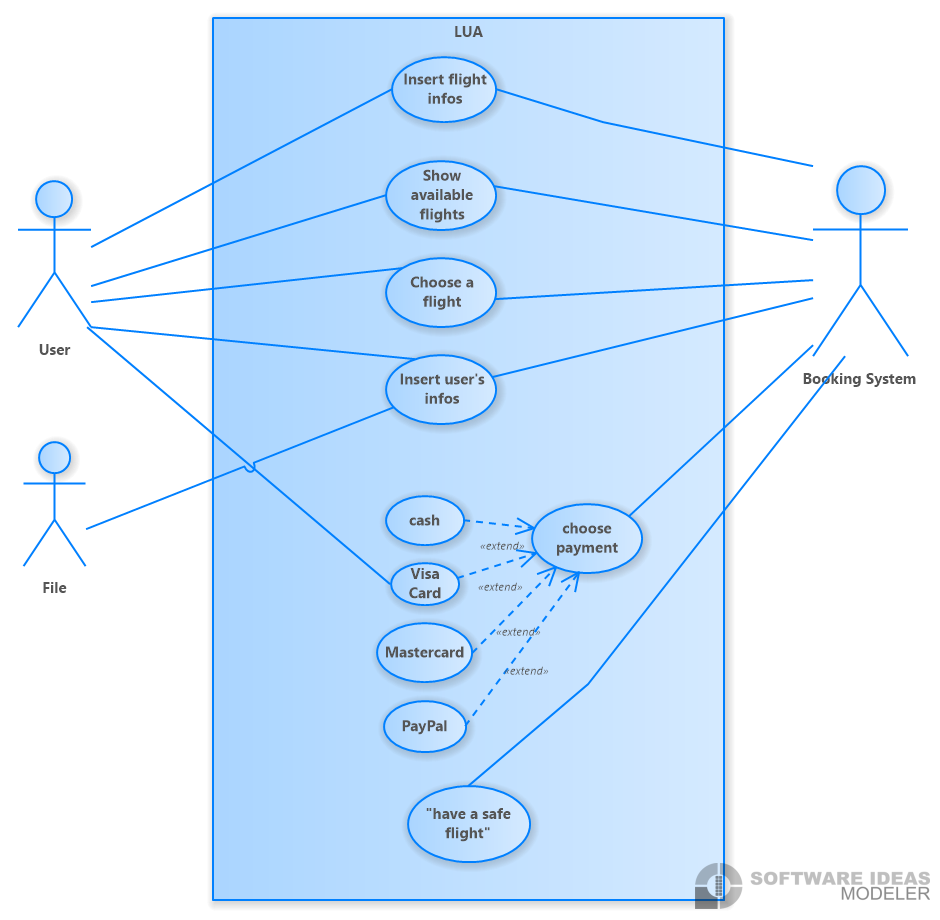 LUA
Insert flight
infos
Show
available
flights
Choose a
flight
User
Booking System
Insert user's
infos
cash
choose
payment
«extend»
Visa
Card
«extend»
File
«extend»
Mastercard
«extend»
PayPal
"have a safe
flight"
SOFTWARE IDEAS
MODELER